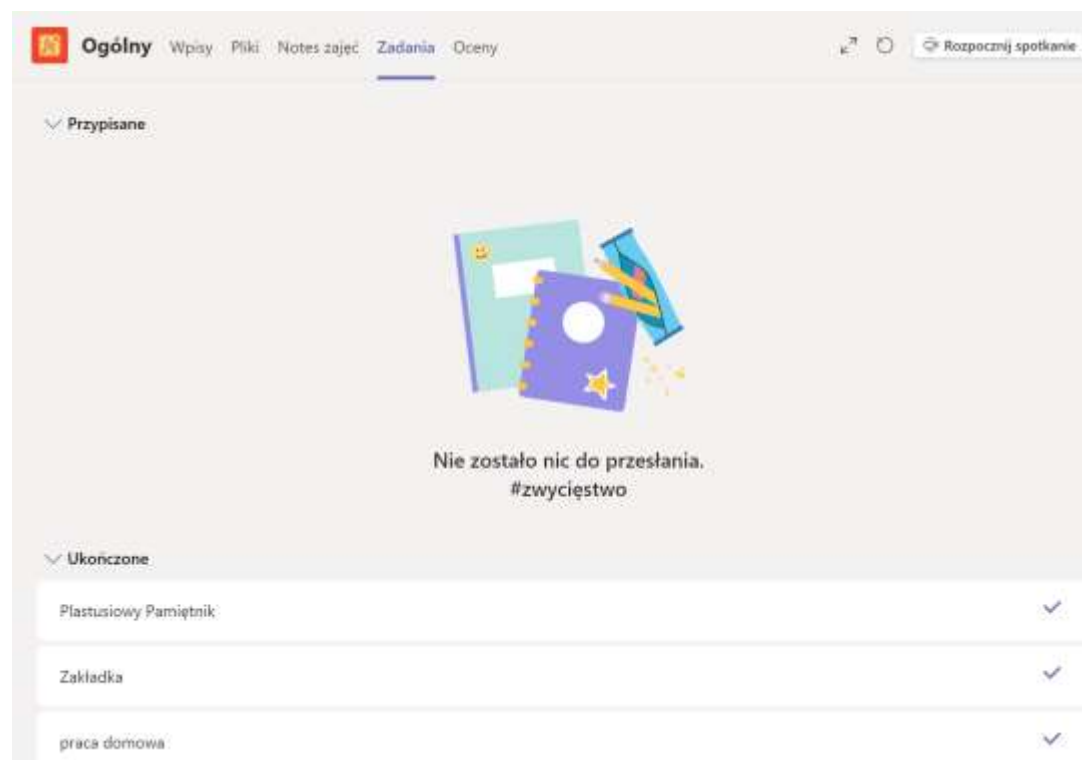 Ogólny Wpisy Pliki Notes zajęć Zadania Oceny Rozpocznij spotkanie
Przypisane
Nie zostało nic do przesłania.
#zwycięstwo
Ukończone
Plastusiowy Pamiętnik
Zakładka
praca domowa